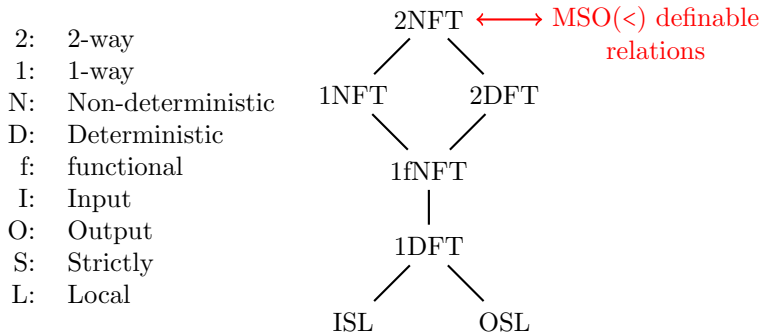 2: 2-way
1: 1-way
N: Non-deterministic
D: Deterministic
f: functional
I: Input
O: Output
S: Strictly
L: Local
2NFT
MSO(<) definable
relations
1NFT 2DFT
1fNFT
1DFT
ISL OSL